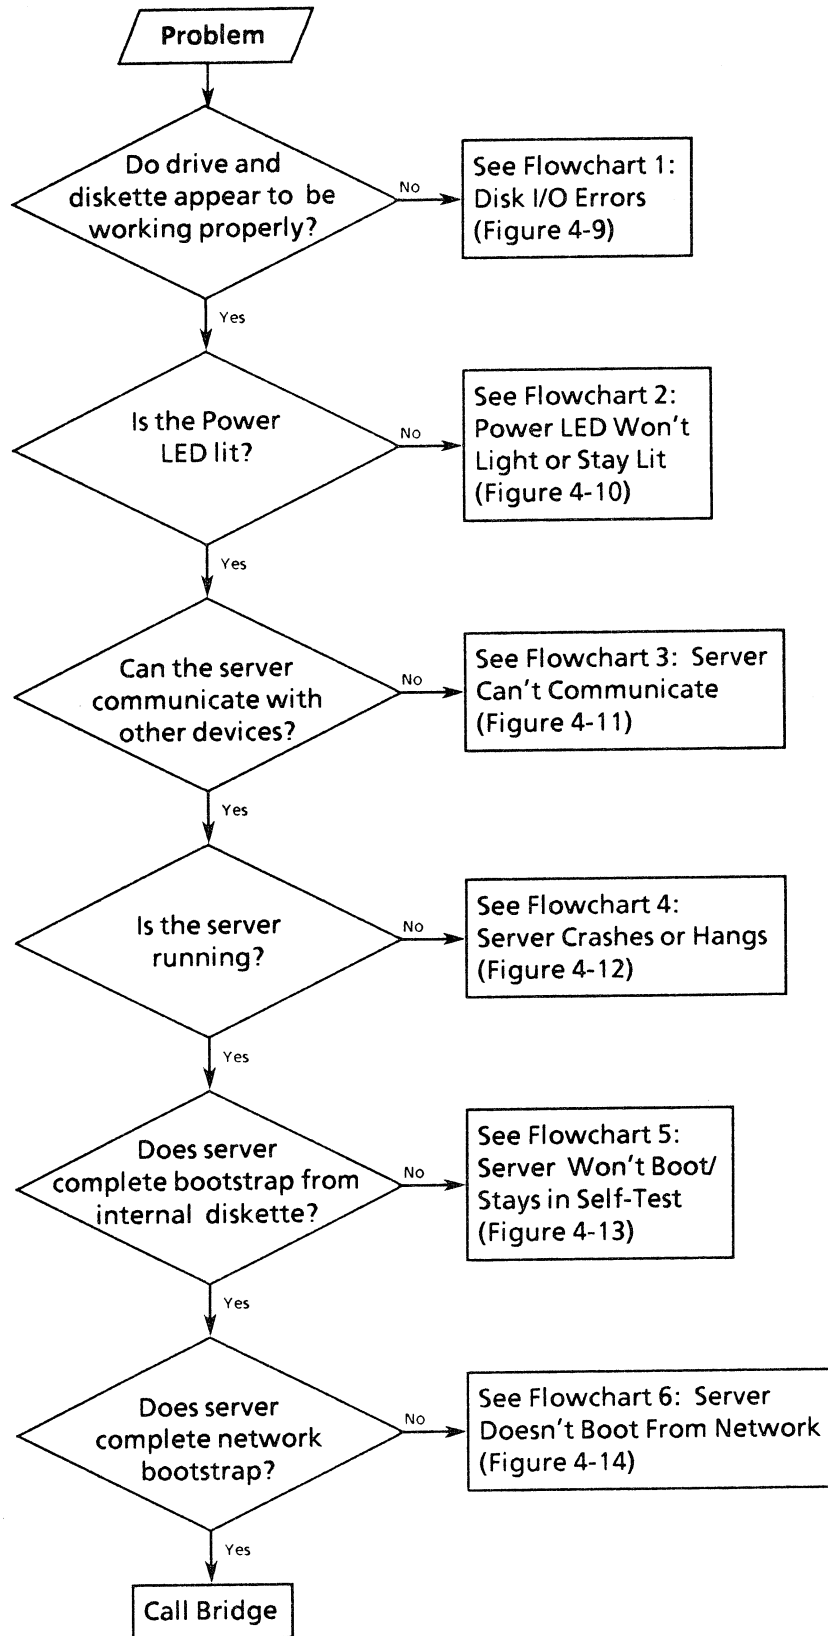 Problem
Do drive and
diskette appear to be
working properly?
No
See Flowchart 1:
Disk I/O Errors
(Figure 4-9)
Yes
Is the Power
LED lit?
No
See Flowchart 2:
Power LED Won't
Light or Stay Lit
(Figure 4-10)
Yes
Can the server
communicate with
other devices?
No
See Flowchart 3: Server
Can't Communicate
(Figure 4-11)
Yes
Is the server
running?
No
See Flowchart 4:
Server Crashes or Hangs
(Figure 4-12)
Yes
Does server
complete bootstrap from
internal diskette?
No
See Flowchart 5:
Server Won't Boot/
Stays in Self-Test
(Figure 4-13)
Yes
Does server
complete network
bootstrap?
No
See Flowchart 6: Server
Doesn't Boot From Network
(Figure 4-14)
Yes
Call Bridge